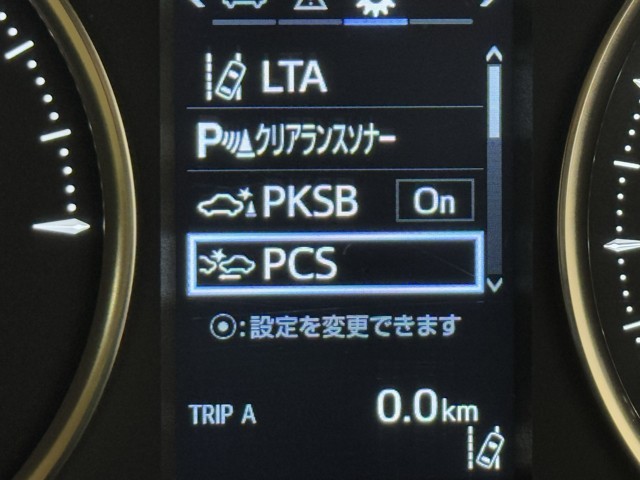 LTA
Pクリアランスソナー
PKSB On
PCS
⦿:設定を変更できます
TRIP A 0.0km